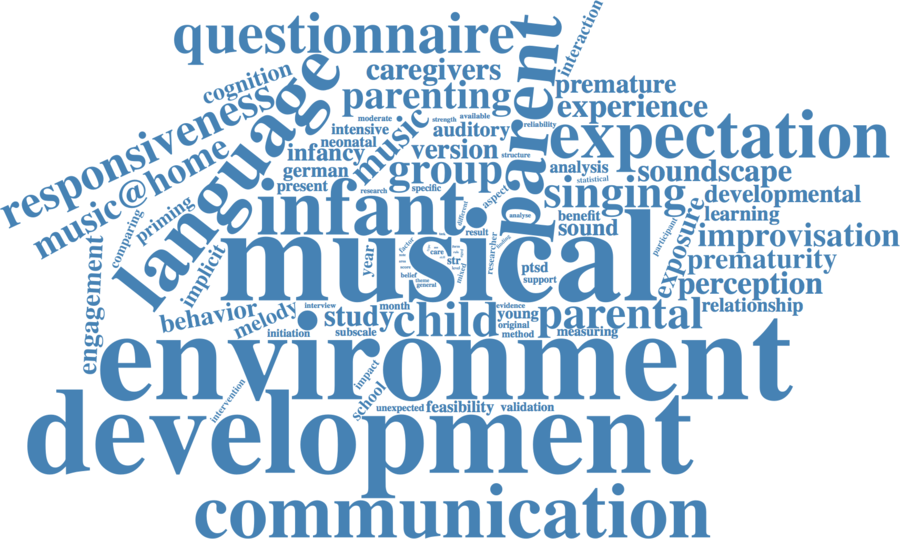 questionnaire
interaction
cognition
caregivers
premature
parenting
parent
experience
language
responsiveness
moderate
strength
available
intensive
music
auditory
reliability
expectation
neonatal
infancy
version
structure
music@home
german
group
analysis
soundscape
present
research
specific
aspect
statistical
singing
developmental
infant
different
analyse
benefit
learning
priming
comparing
sound
exposure
participant
improvisation
musical
result
researcher
factor
care
year
str
prematurity
implicit
belief
theme
general
mixed
ptsd
support
perception
engagement
behavior
melody
interview
month
evidence
young
parental
relationship
study
child
original
initiation
subscale
method
measuring
environment
impact
intervention
school
unexpected
feasibility
validation
development
communication